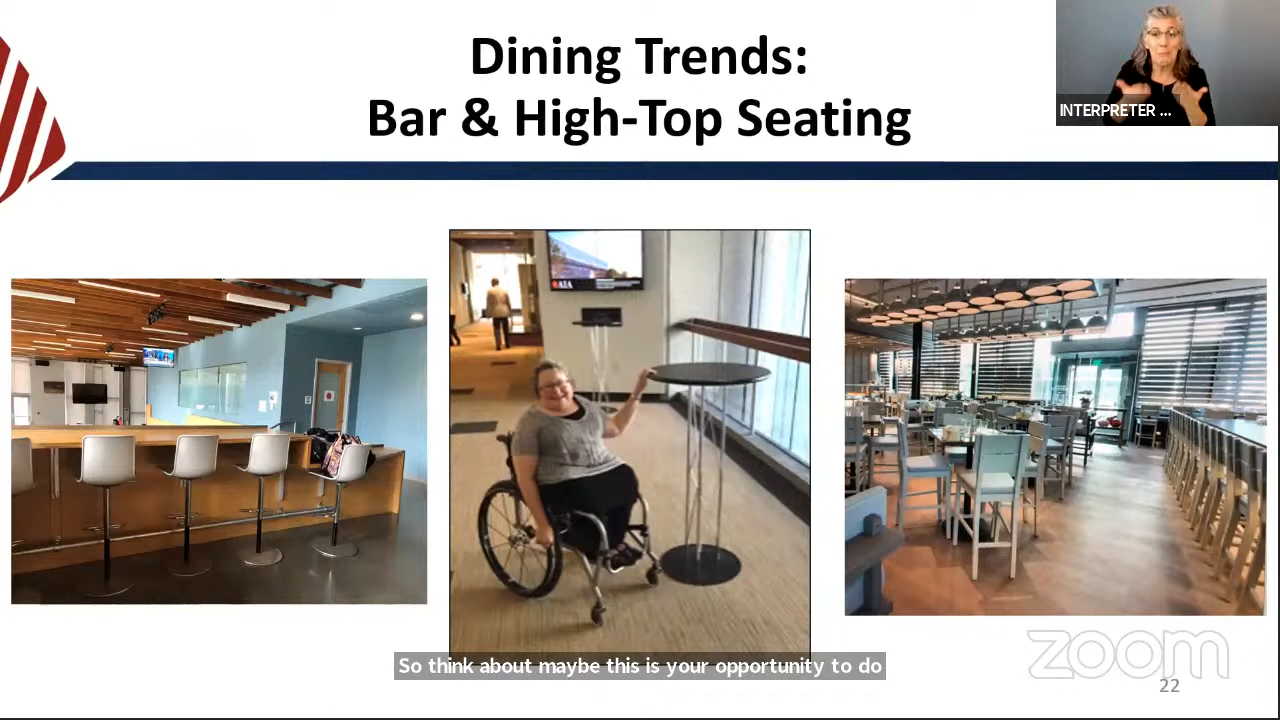 Dining Trends:
Bar & High-Top Seating
INTERPRETER ...
AIA
So think about maybe this is your opportunity to do
zoom
22